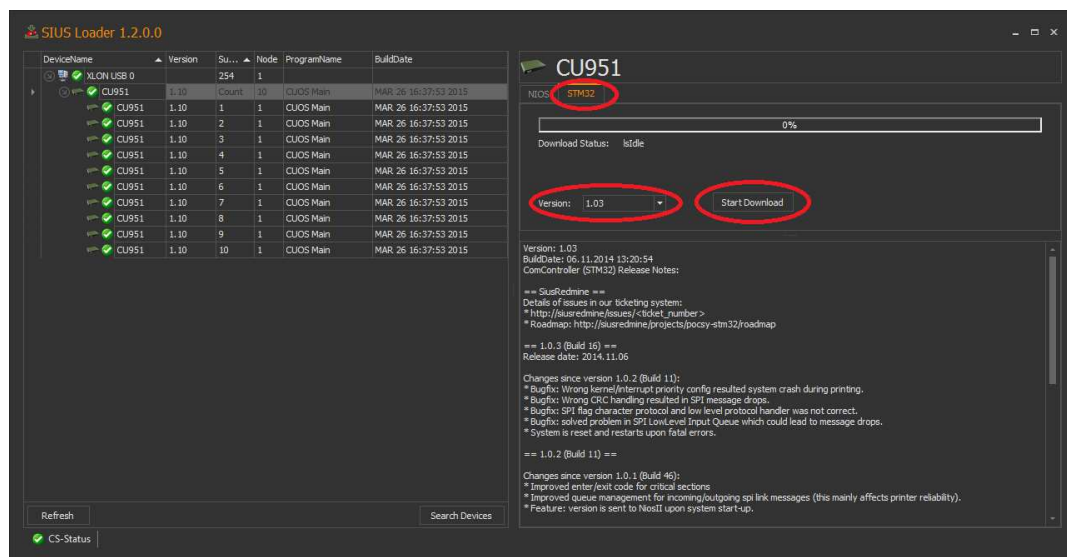 SIUS Loader 1.2.0.0
DeviceName Version Su... Node ProgramName BuildDate
XLON USB 0 254 1
CU951 1.10 Count 10 CUOS Main MAR 26 16:37:53 2015
CU951 1.10 1 1 CUOS Main MAR 26 16:37:53 2015
CU951 1.10 2 1 CUOS Main MAR 26 16:37:53 2015
CU951 1.10 3 1 CUOS Main MAR 26 16:37:53 2015
CU951 1.10 4 1 CUOS Main MAR 26 16:37:53 2015
CU951 1.10 5 1 CUOS Main MAR 26 16:37:53 2015
CU951 1.10 6 1 CUOS Main MAR 26 16:37:53 2015
CU951 1.10 7 1 CUOS Main MAR 26 16:37:53 2015
CU951 1.10 8 1 CUOS Main MAR 26 16:37:53 2015
CU951 1.10 9 1 CUOS Main MAR 26 16:37:53 2015
CU951 1.10 10 1 CUOS Main MAR 26 16:37:53 2015
Refresh Search Devices
CS-Status
CU951
NIOS STM32
0%
Download Status: IsIdle
Version: 1.03 Start Download
Version: 1.03
BuildDate: 06.11.2014 13:20:54
ComController (STM32) Release Notes:
== SiusRedmine ==
Details of issues in our ticketing system:
* http://siusredmine/issues/<ticket_number>
* Roadmap: http://siusredmine/projects/pocsy-stm32/roadmap
== 1.0.3 (Build 16) ==
Release date: 2014.11.06
Changes since version 1.0.2 (Build 11):
* Bugfix: Wrong kernel/interrupt priority config resulted system crash during printing.
* Bugfix: Wrong CRC handling resulted in SPI message drops.
* Bugfix: SPI flag character protocol and low level protocol handler was not correct.
* Bugfix: solved problem in SPI LowLevel Input Queue which could lead to message drops.
* System is reset and restarts upon fatal errors.
== 1.0.2 (Build 11) ==
Changes since version 1.0.1 (Build 46):
* Improved enter/exit code for critical sections
* Improved queue management for incoming/outgoing spi link messages (this mainly affects printer reliability).
* Feature: version is sent to NiosII upon system start-up.